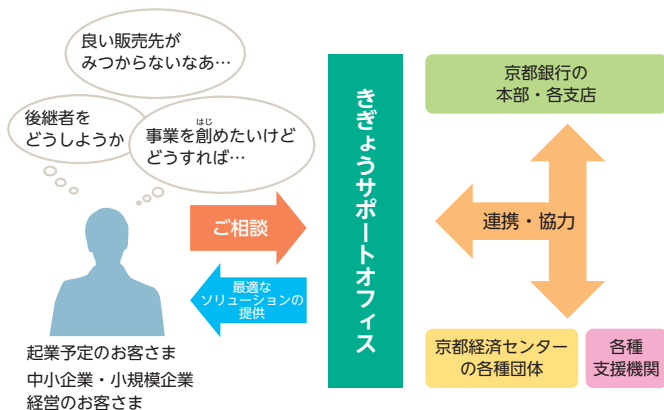 良い販売先が
みつからないなあ…
後継者を
どうしようか
はじ
事業を創めたいけど
どうすれば…
ご相談
最適な
ソリューションの
提供
起業予定のお客さま
中小企業・小規模企業
経営のお客さま
きぎょうサポートオフィス
京都銀行の
本部・各支店
連携・協力
京都経済センター
の各種団体
各種
支援機関